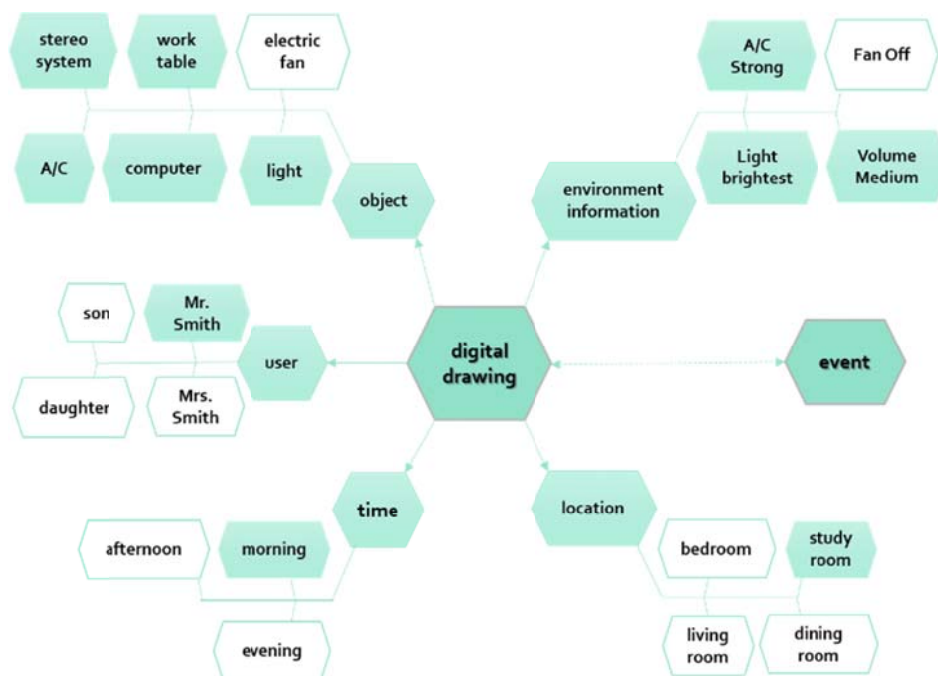 stereo
system
work
table
electric
fan
A/C
computer
light
object
A/C
Strong
Fan Off
Light
brightest
Volume
Medium
environment
information
son
Mr.
Smith
daughter
Mrs.
Smith
user
digital
drawing
event
time
afternoon
morning
evening
location
bedroom
study
room
living
room
dining
room